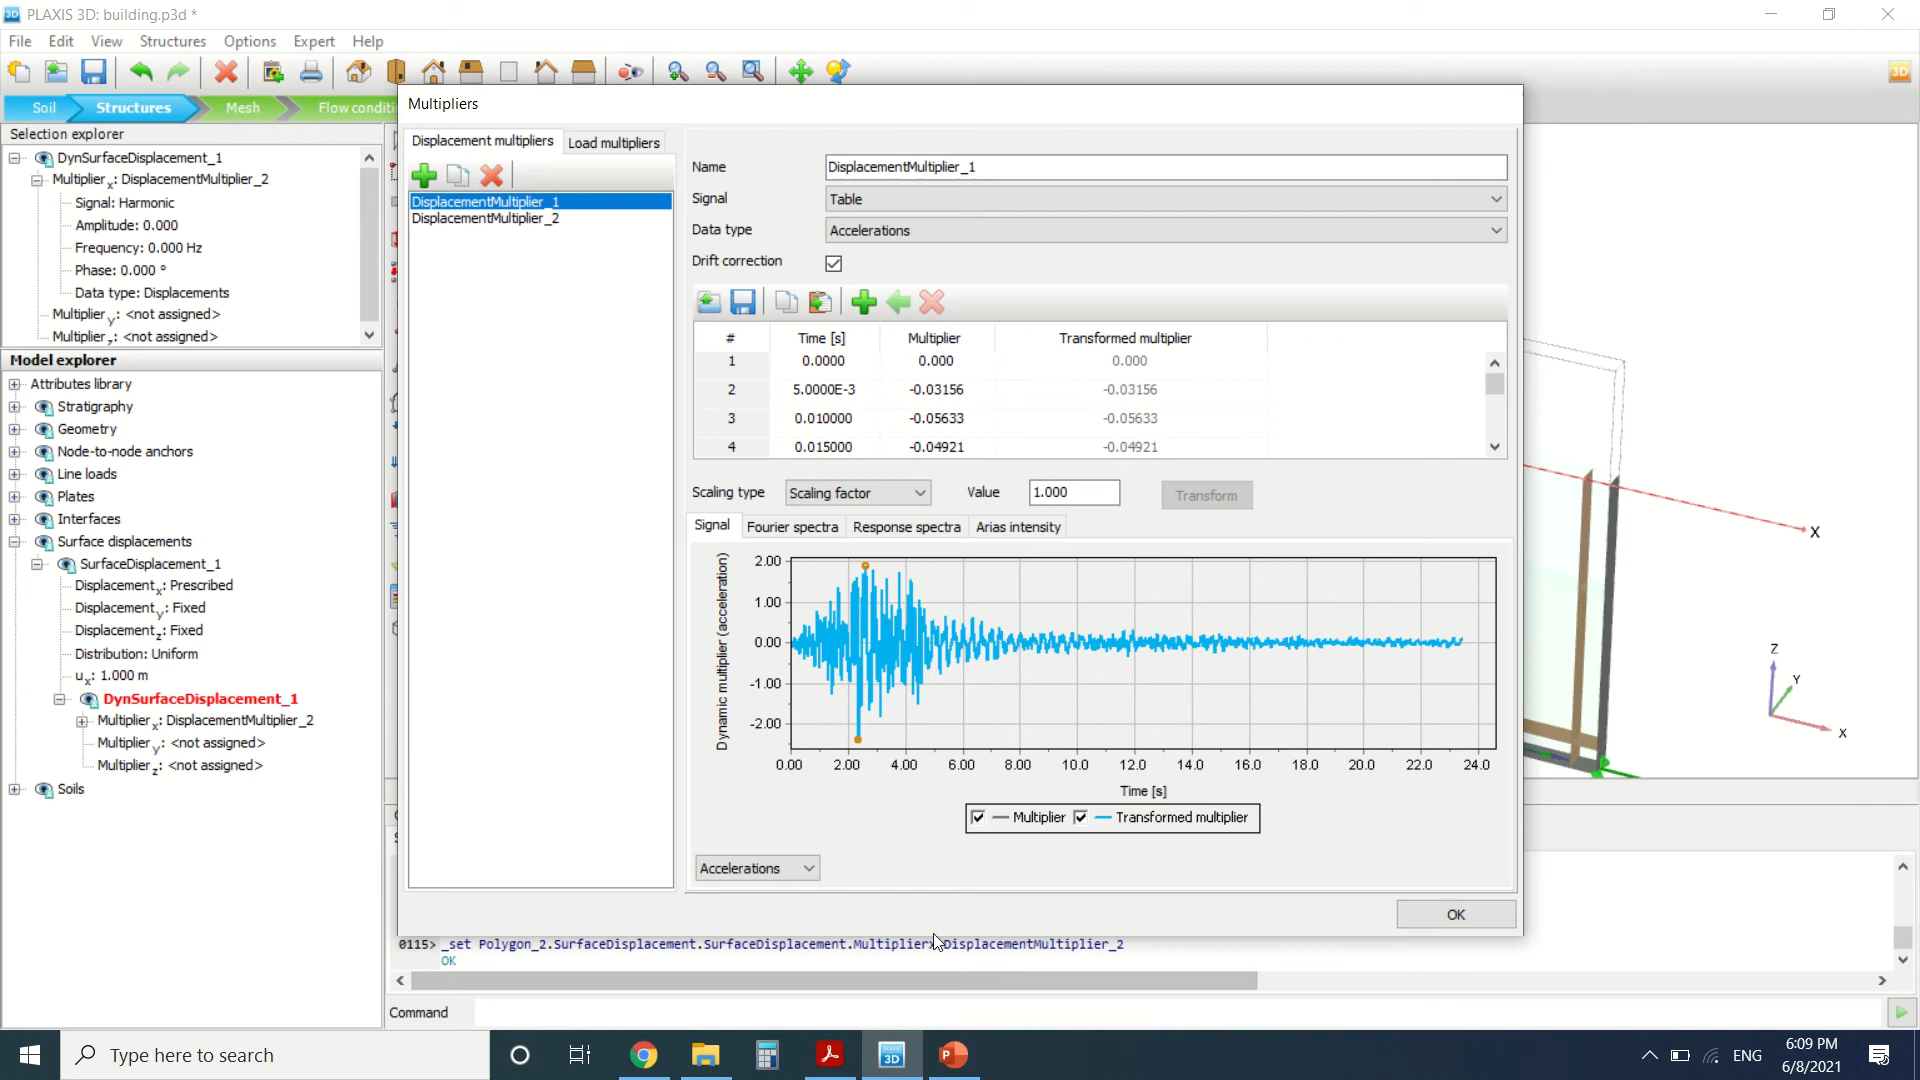 PLAXIS 3D: building.p3d *
File Edit View Structures Options Expert Help
Soil Structures Mesh Flow conditi
Selection explorer
DynSurfaceDisplacement_1
Multiplierx: DisplacementMultiplier_2
Signal: Harmonic
Amplitude: 0.000
Frequency: 0.000 Hz
Phase: 0.000 °
Data type: Displacements
Multipliery: <not assigned>
Multiplierz: <not assigned>
Model explorer
Attributes library
Stratigraphy
Geometry
Node-to-node anchors
Line loads
Plates
Interfaces
Surface displacements
SurfaceDisplacement_1
Displacementx: Prescribed
Displacementy: Fixed
Displacementz: Fixed
Distribution: Uniform
ux: 1.000 m
DynSurfaceDisplacement_1
Multiplierx: DisplacementMultiplier_2
Multipliery: <not assigned>
Multiplierz: <not assigned>
Soils
Multipliers
Displacement multipliers Load multipliers
DisplacementMultiplier_1
DisplacementMultiplier_2
Name DisplacementMultiplier_1
Signal Table
Data type Accelerations
Drift correction
# Time [s] Multiplier Transformed multiplier
1 0.0000 0.000 0.000
2 5.0000E-3 -0.03156 -0.03156
3 0.010000 -0.05633 -0.05633
4 0.015000 -0.04921 -0.04921
Scaling type Scaling factor Value 1.000 Transform
Signal Fourier spectra Response spectra Arias intensity
Dynamic multiplier (acceleration)
2.00
1.00
0.00
-1.00
-2.00
0.00 2.00 4.00 6.00 8.00 10.0 12.0 14.0 16.0 18.0 20.0 22.0 24.0
Time [s]
Multiplier Transformed multiplier
Accelerations
OK
X
Z
Y
X
0115> _set Polygon_2.SurfaceDisplacement.SurfaceDisplacement.Multiplierx DisplacementMultiplier_2
OK
Command
Type here to search
3D
ENG
6:09 PM
6/8/2021